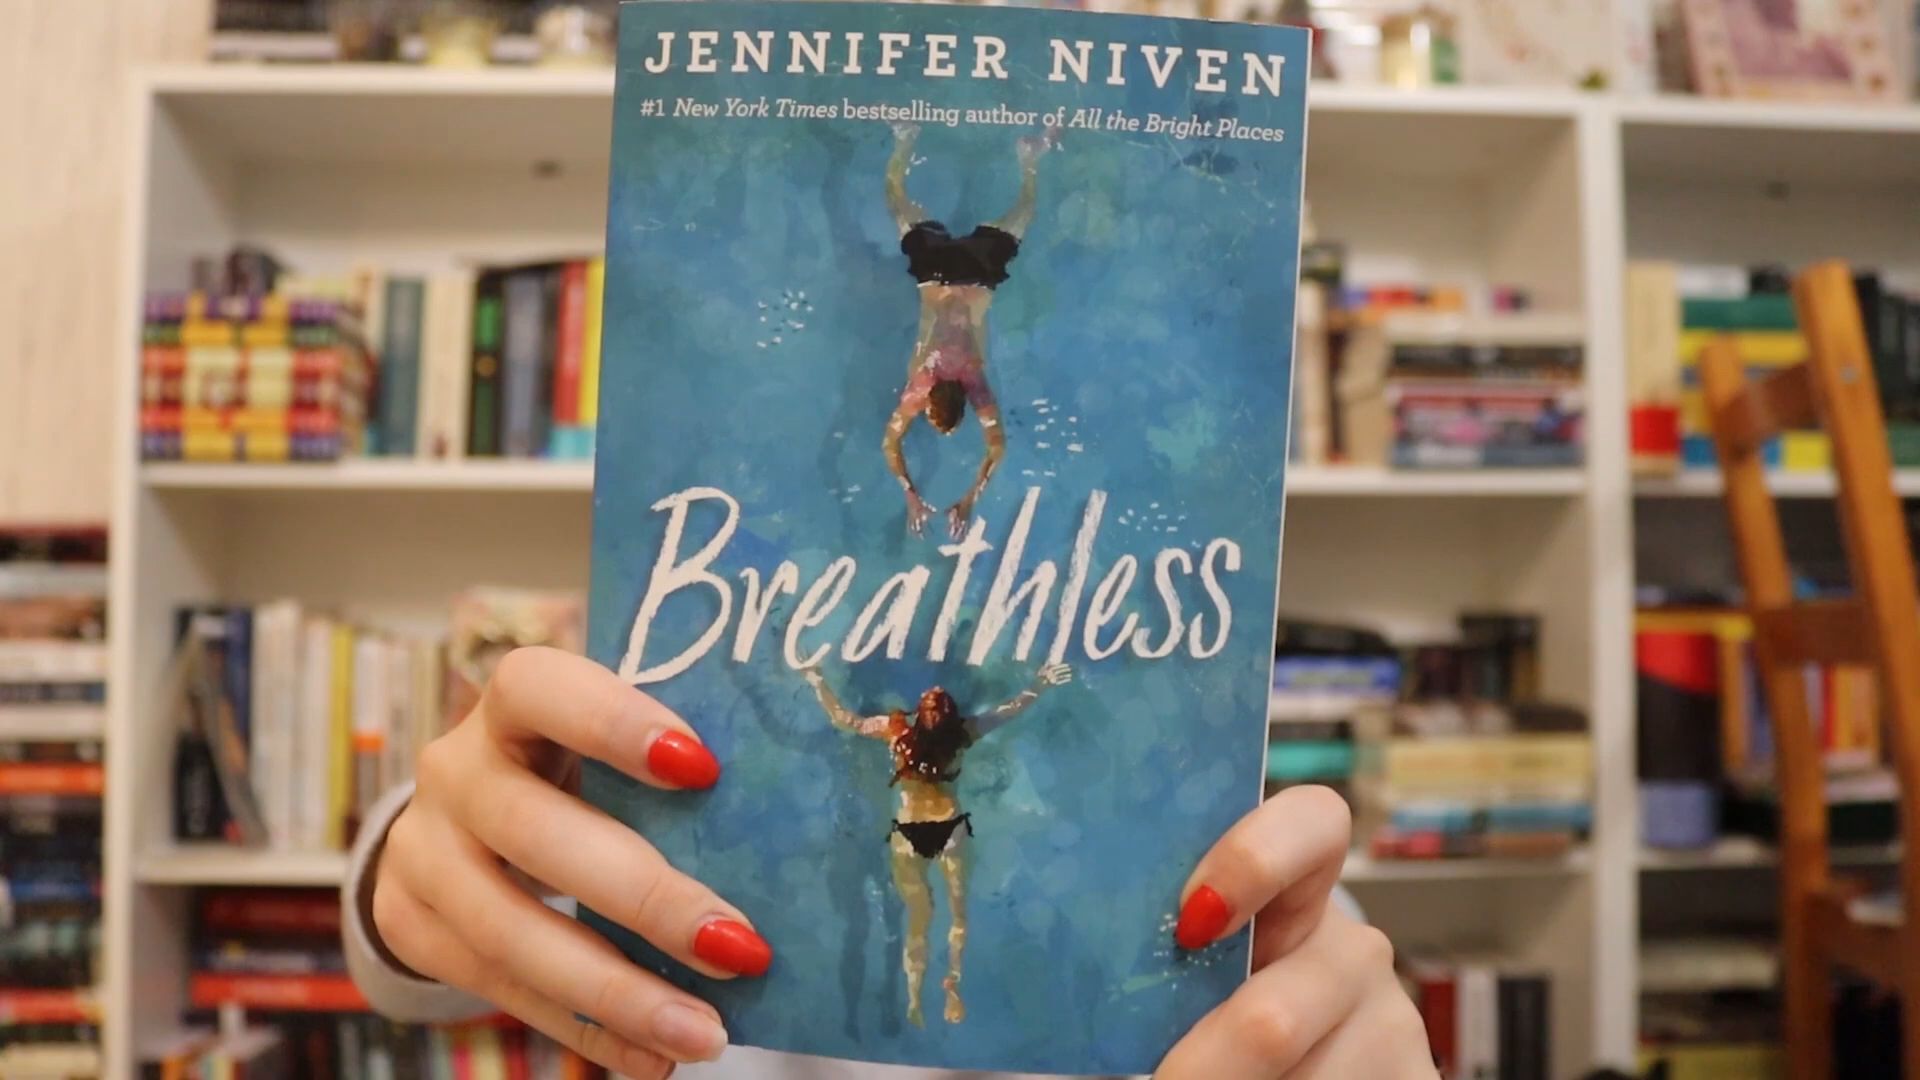 JENNIFER NIVEN
#1 New York Times bestselling author of All the Bright Places
Breathless